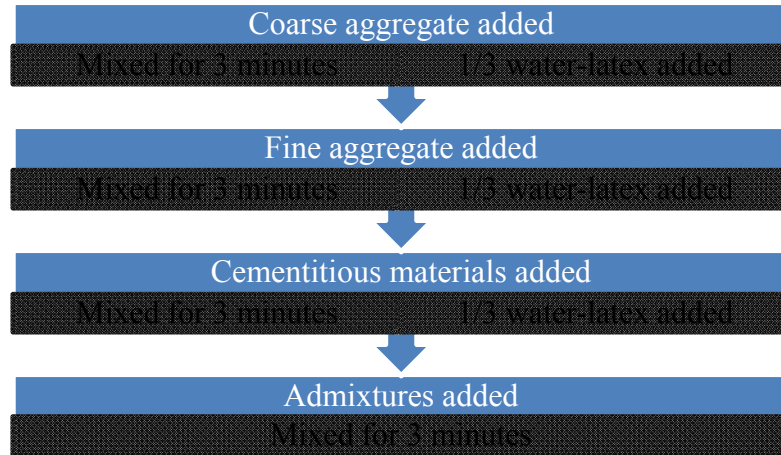 Coarse aggregate added
Mixed for 3 minutes 1/3 water-latex added
Fine aggregate added
Mixed for 3 minutes 1/3 water-latex added
Cementitious materials added
Mixed for 3 minutes 1/3 water-latex added
Admixtures added
Mixed for 3 minutes